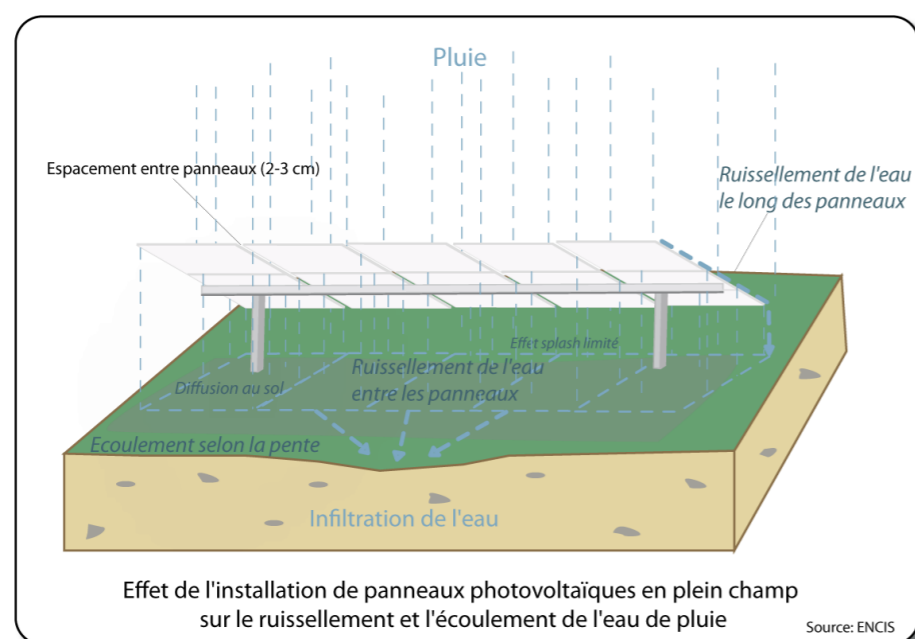 Pluie
Espacement entre panneaux (2-3 cm)
Ruissellement de l'eau
le long des panneaux
Effet splash limité
Ruissellement de l'eau
entre les panneaux
Diffusion au sol
Ecoulement selon la pente
Infiltration de l'eau
Effet de l'installation de panneaux photovoltaïques en plein champ
sur le ruissellement et l'écoulement de l'eau de pluie
Source: ENCIS